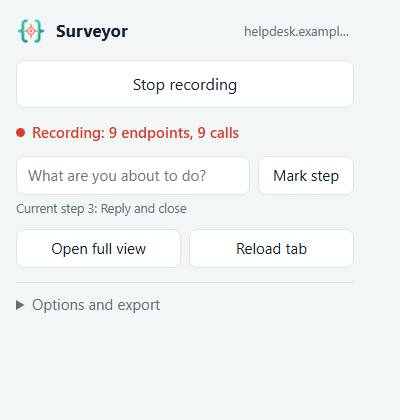 Surveyor
helpdesk.exampl...
Stop recording
Recording: 9 endpoints, 9 calls
What are you about to do?
Mark step
Current step 3: Reply and close
Open full view
Reload tab
Options and export